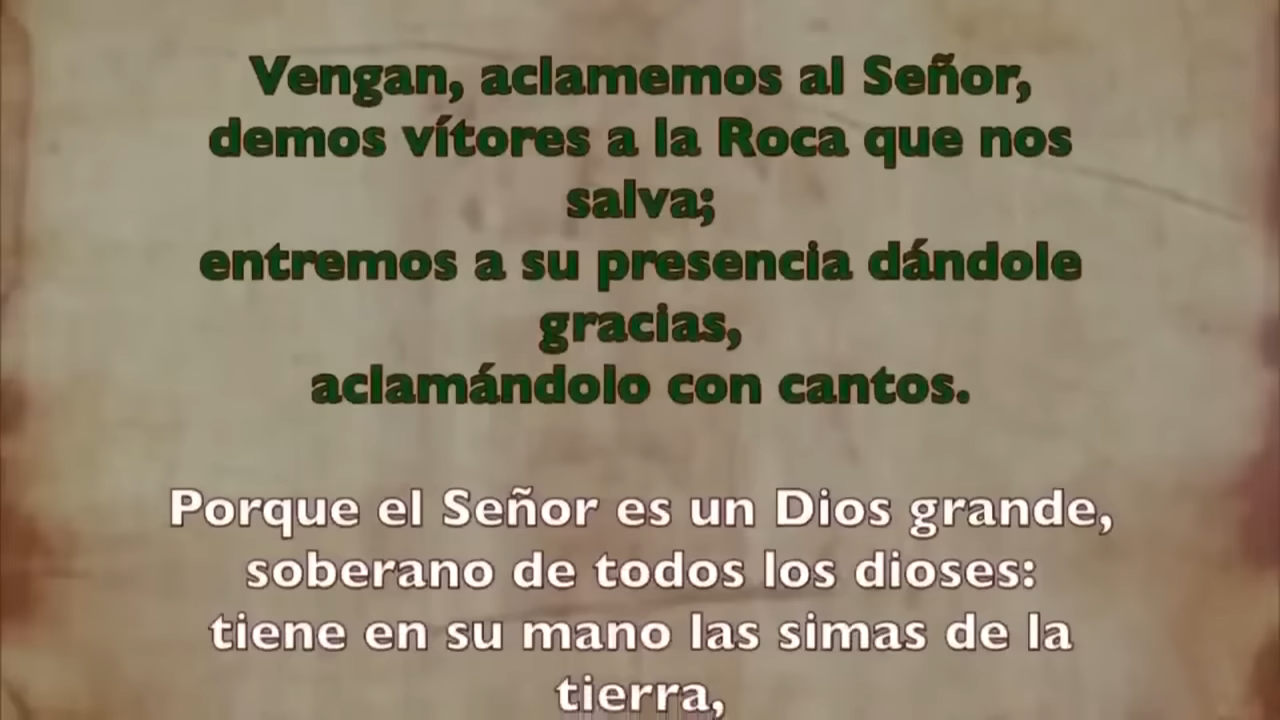 Vengan, aclamemos al Señor,
demos vítores a la Roca que nos
salva;
entremos a su presencia dándole
gracias,
aclamándolo con cantos.
Porque el Señor es un Dios grande,
soberano de todos los dioses:
tiene en su mano las simas de la
tierra,